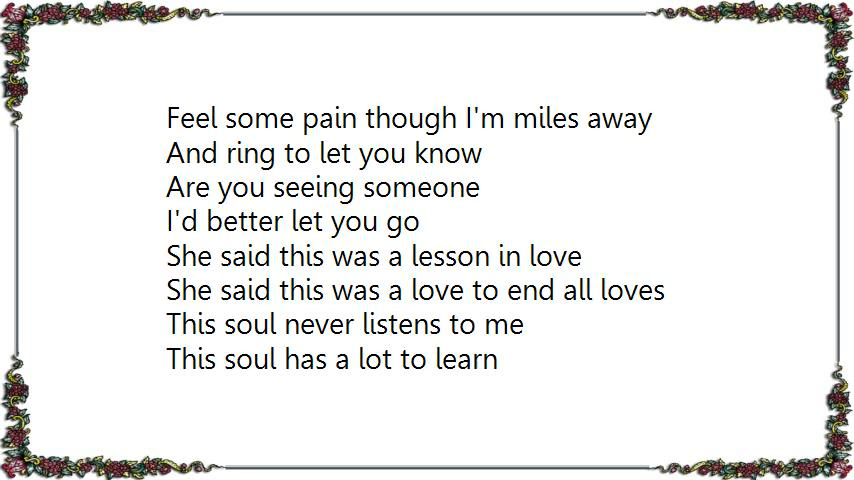 Feel some pain though I'm miles away
And ring to let you know
Are you seeing someone
I'd better let you go
She said this was a lesson in love
She said this was a love to end all loves
This soul never listens to me
This soul has a lot to learn